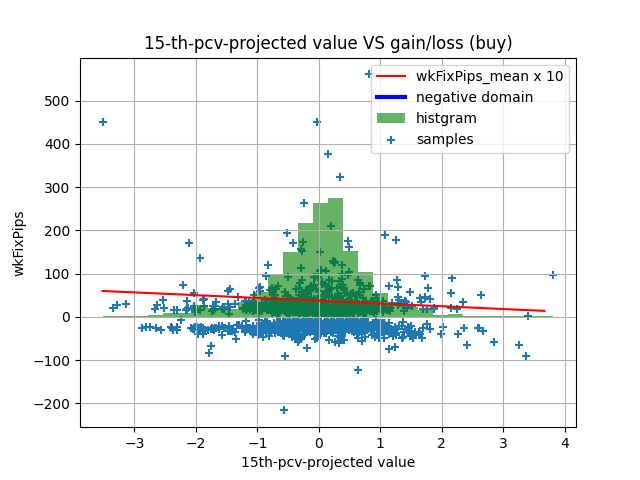 15-th-pcv-projected value VS gain/loss (buy)
wkFixPips_mean x 10
negative domain
histgram
samples
500
400
300
200
100
0
−100
−200
wkFixPips
−3
−2
−1
0
1
2
3
4
15th-pcv-projected value